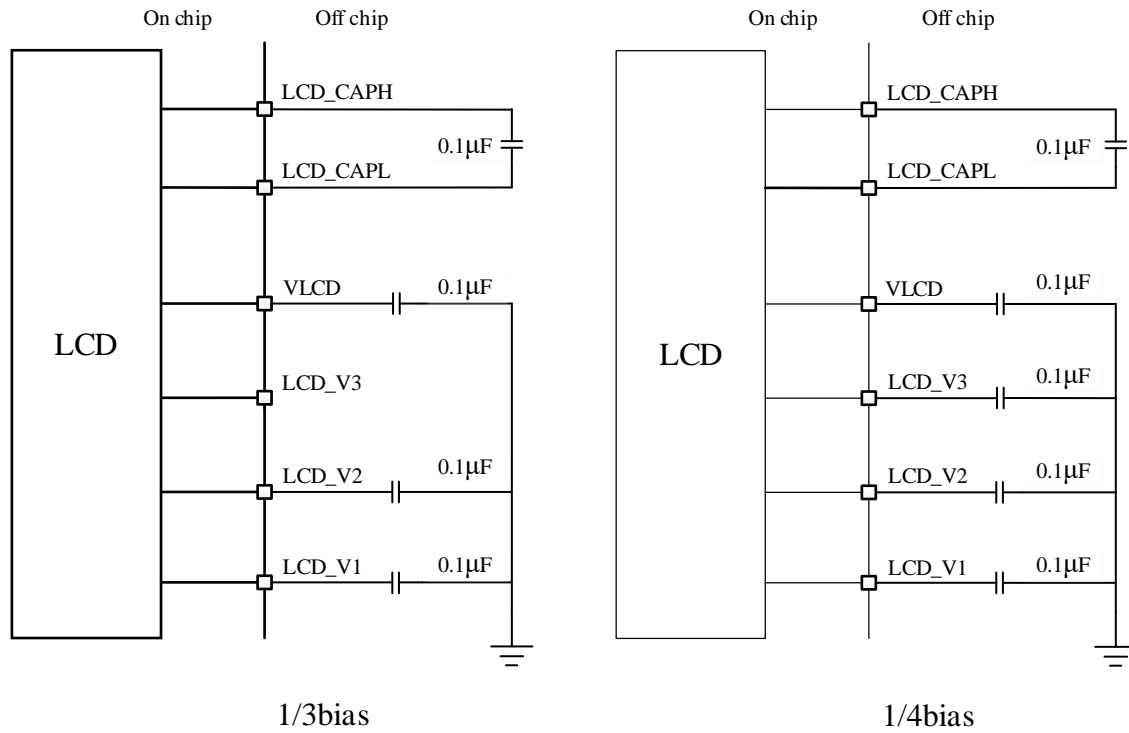 On chip Off chip
LCD_CAPH
0.1μF
LCD_CAPL
VLCD 0.1μF
LCD
LCD_V3
LCD_V2 0.1μF
LCD_V1 0.1μF
1/3bias
On chip Off chip
LCD_CAPH
0.1μF
LCD_CAPL
VLCD 0.1μF
LCD
LCD_V3 0.1μF
LCD_V2 0.1μF
LCD_V1 0.1μF
1/4bias